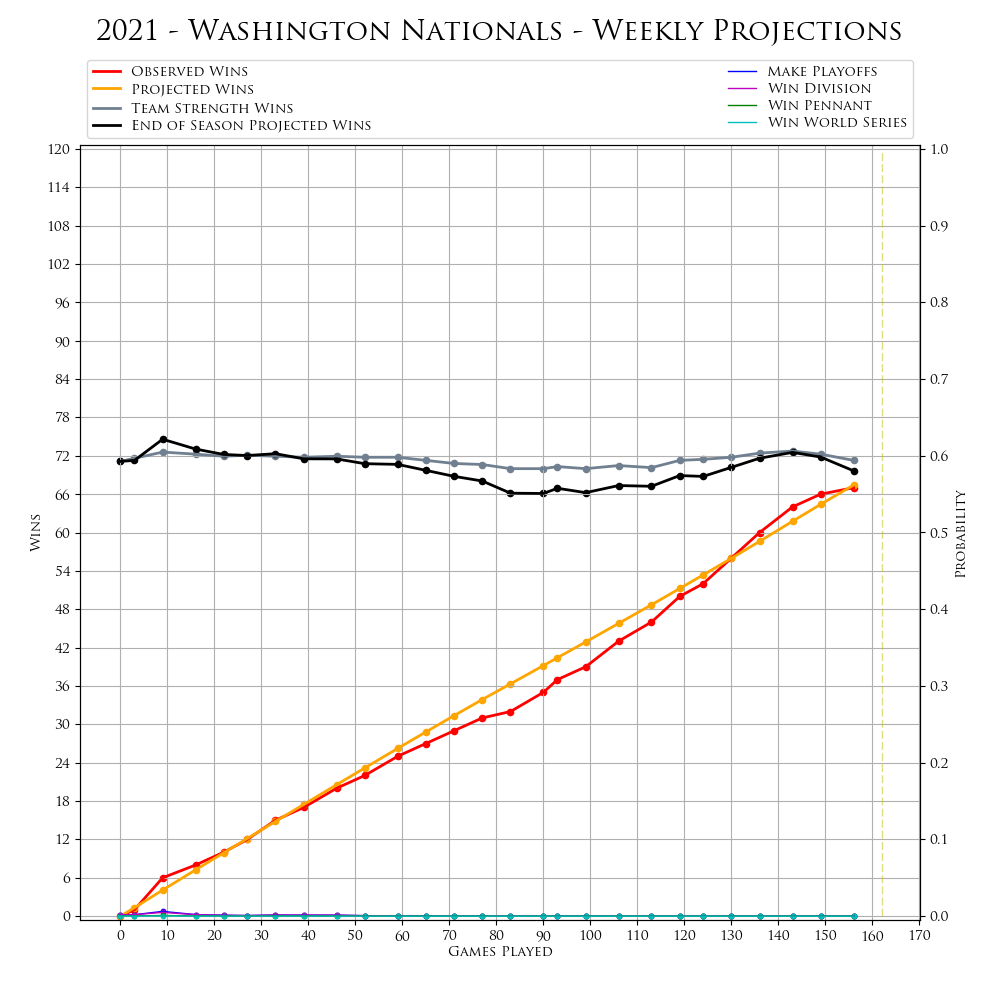 2021 - Washington Nationals - Weekly Projections
Observed Wins
Projected Wins
Team Strength Wins
End of Season Projected Wins
Make Playoffs
Win Division
Win Pennant
Win World Series
120
114
108
102
96
90
84
78
72
66
60
54
48
42
36
30
24
18
12
6
0
Wins
1.0
0.9
0.8
0.7
0.6
0.5
0.4
0.3
0.2
0.1
0.0
Probability
0 10 20 30 40 50 60 70 80 90 100 110 120 130 140 150 160 170
Games Played